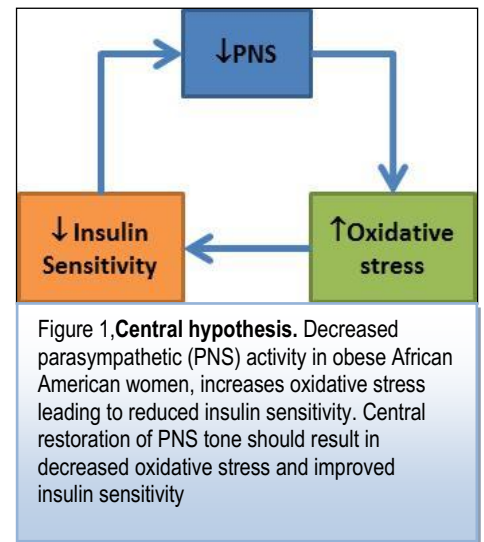 ↓PNS
↓ Insulin
Sensitivity
↑Oxidative
stress
Figure 1,Central hypothesis. Decreased
parasympathetic (PNS) activity in obese African
American women, increases oxidative stress
leading to reduced insulin sensitivity. Central
restoration of PNS tone should result in
decreased oxidative stress and improved
insulin sensitivity